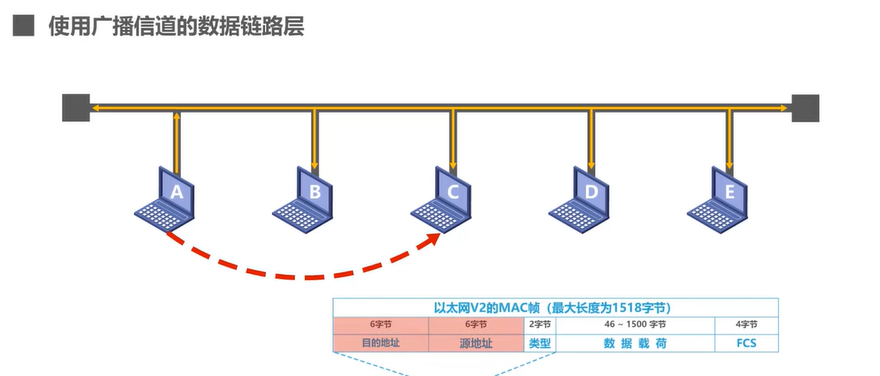 使用广播信道的数据链路层
A B C D E
以太网V2的MAC帧（最大长度为1518字节）
6字节 6字节 2字节 46 ~ 1500 字节 4字节
目的地址 源地址 类型 数 据 载 荷 FCS